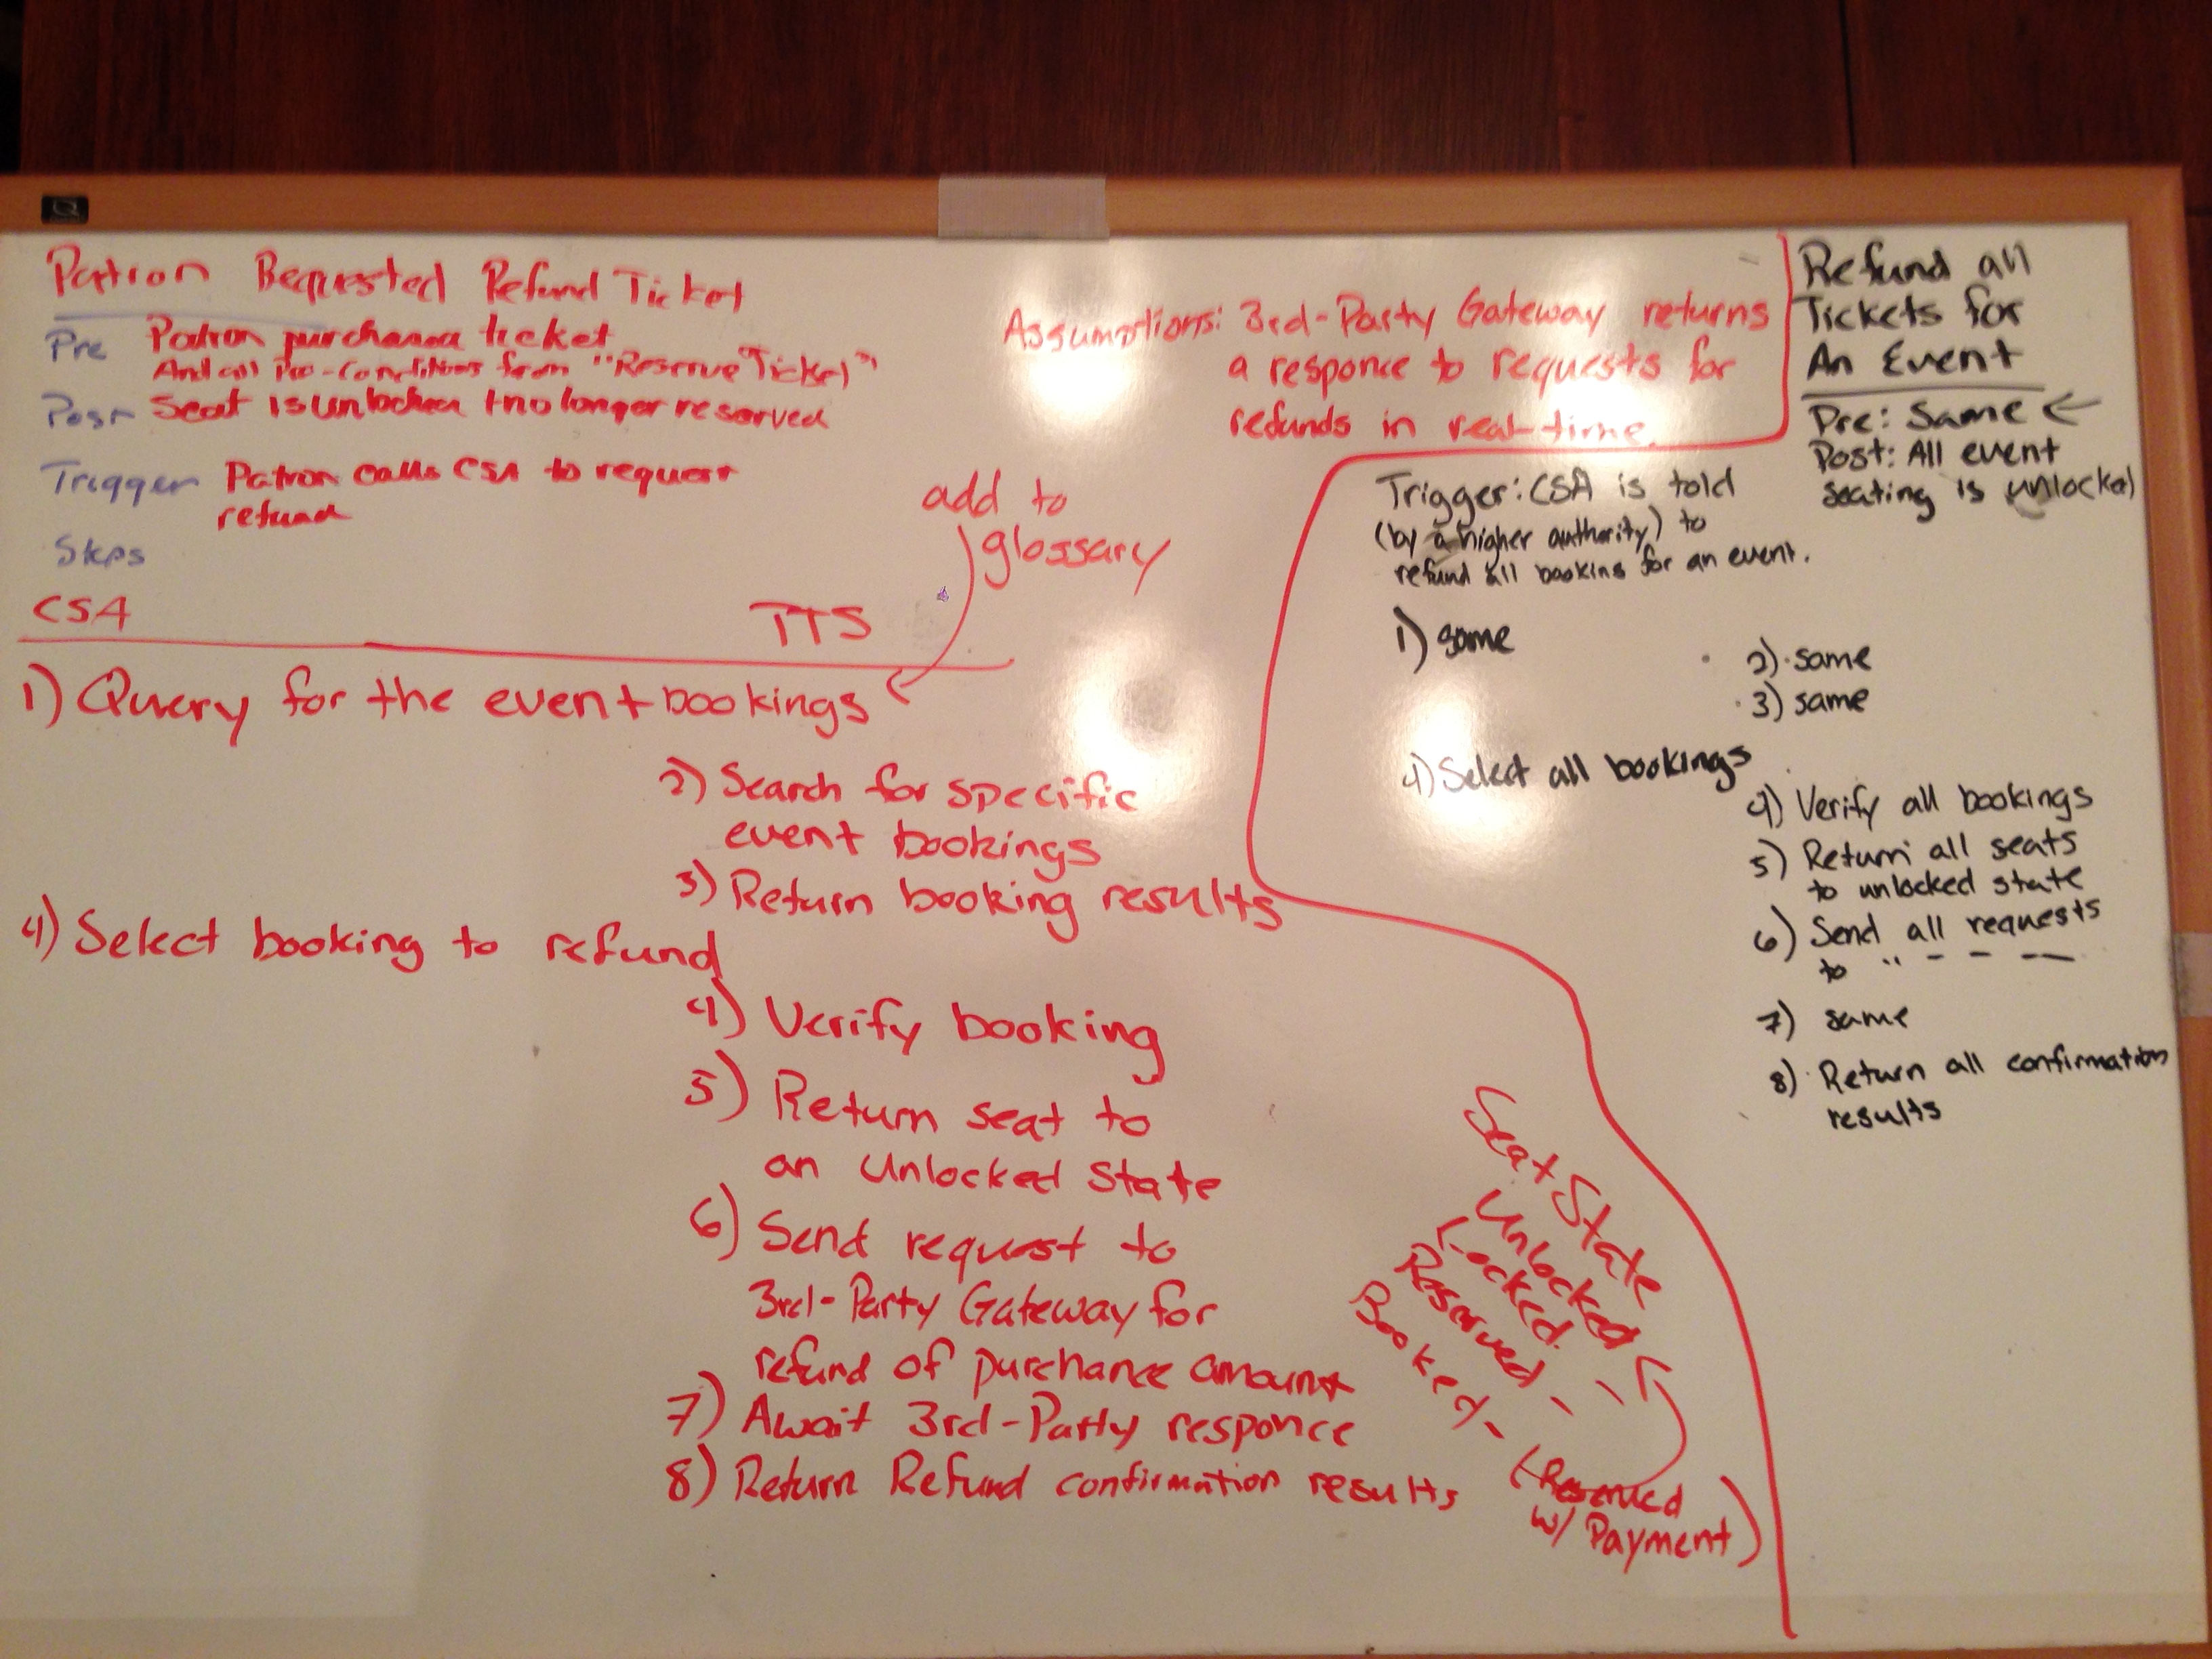 Patron Requested Refund Ticket
Pre Patron purchased ticket
And all Pre-Conditions from "Reserve Ticket"
Post Seat is unlocked + no longer reserved
Trigger Patron calls CSA to request
refund
Steps
CSA TTS
add to
glossary
1) Query for the event bookings
2) Search for specific
event bookings
3) Return booking results
4) Select booking to refund
4) Verify booking
5) Return seat to
an unlocked state
6) Send request to
3rd-Party Gateway for
refund of purchance amount
7) Await 3rd-Party responce
8) Return Refund confirmation results
Assumptions: 3rd-Party Gateway returns
a responce to requests for
refunds in real-time.
Seat State
Unlocked
Locked
Reserved
Booked
(Reserved
w/ Payment)
Refund all
Tickets for
An Event
Pre: Same
Post: All event
seating is unlocked
Trigger: CSA is told
(by a higher authority) to
refund all bookins for an event.
1) same
2) same
3) same
4) Select all bookings
4) Verify all bookings
5) Return all seats
to unlocked state
6) Send all requests
to " - - —
7) same
8) Return all confirmation
results